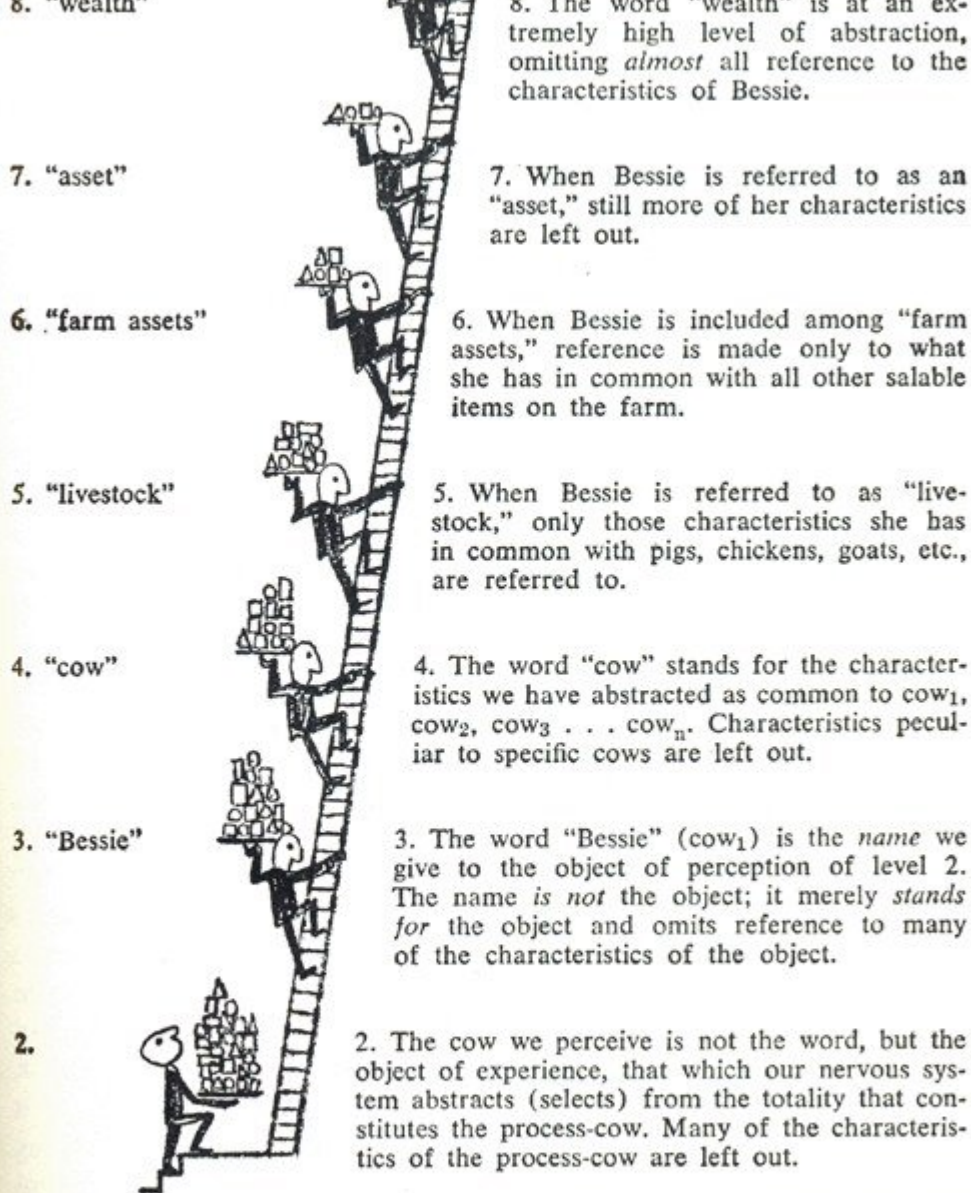 8. "wealth"
8. The word "wealth" is at an ex-
tremely high level of abstraction,
omitting almost all reference to the
characteristics of Bessie.
7. "asset"
7. When Bessie is referred to as an
"asset," still more of her characteristics
are left out.
6. "farm assets"
6. When Bessie is included among "farm
assets," reference is made only to what
she has in common with all other salable
items on the farm.
5. "livestock"
5. When Bessie is referred to as "live-
stock," only those characteristics she has
in common with pigs, chickens, goats, etc.,
are referred to.
4. "cow"
4. The word "cow" stands for the character-
istics we have abstracted as common to cow₁,
cow₂, cow₃ . . . cowₙ. Characteristics pecul-
iar to specific cows are left out.
3. "Bessie"
3. The word "Bessie" (cow₁) is the name we
give to the object of perception of level 2.
The name is not the object; it merely stands
for the object and omits reference to many
of the characteristics of the object.
2.
2. The cow we perceive is not the word, but the
object of experience, that which our nervous sys-
tem abstracts (selects) from the totality that con-
stitutes the process-cow. Many of the characteris-
tics of the process-cow are left out.